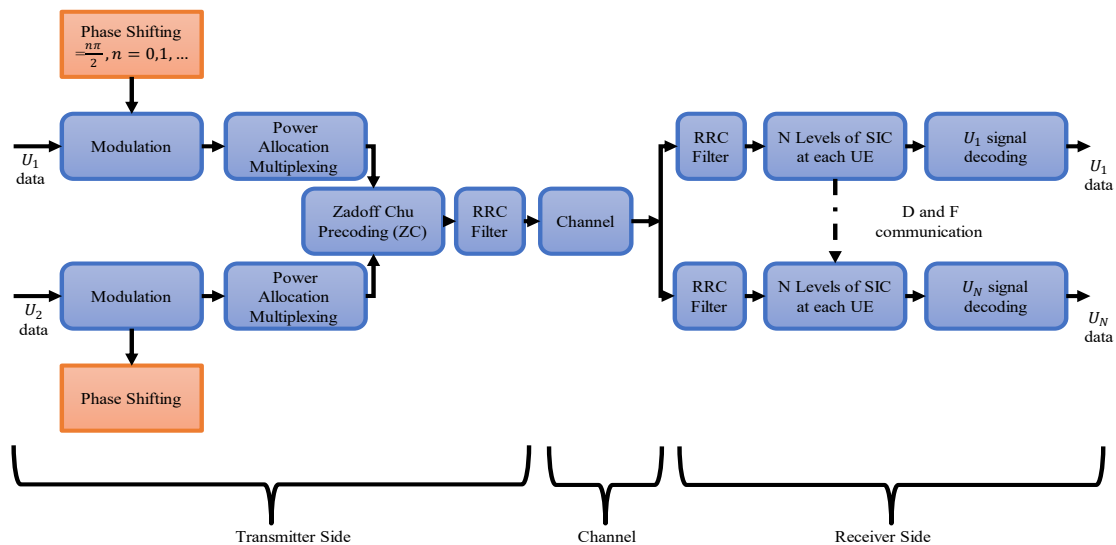 Phase Shifting
=nπ/2, n = 0,1, …
Modulation
Power
Allocation
Multiplexing
U₁
data
Zadoff Chu
Precoding (ZC)
RRC
Filter
Channel
RRC
Filter
N Levels of SIC
at each UE
U₁ signal
decoding
U₁
data
D and F
communication
Modulation
Power
Allocation
Multiplexing
U₂
data
RRC
Filter
N Levels of SIC
at each UE
U_N signal
decoding
U_N
data
Phase Shifting
Transmitter Side
Channel
Receiver Side